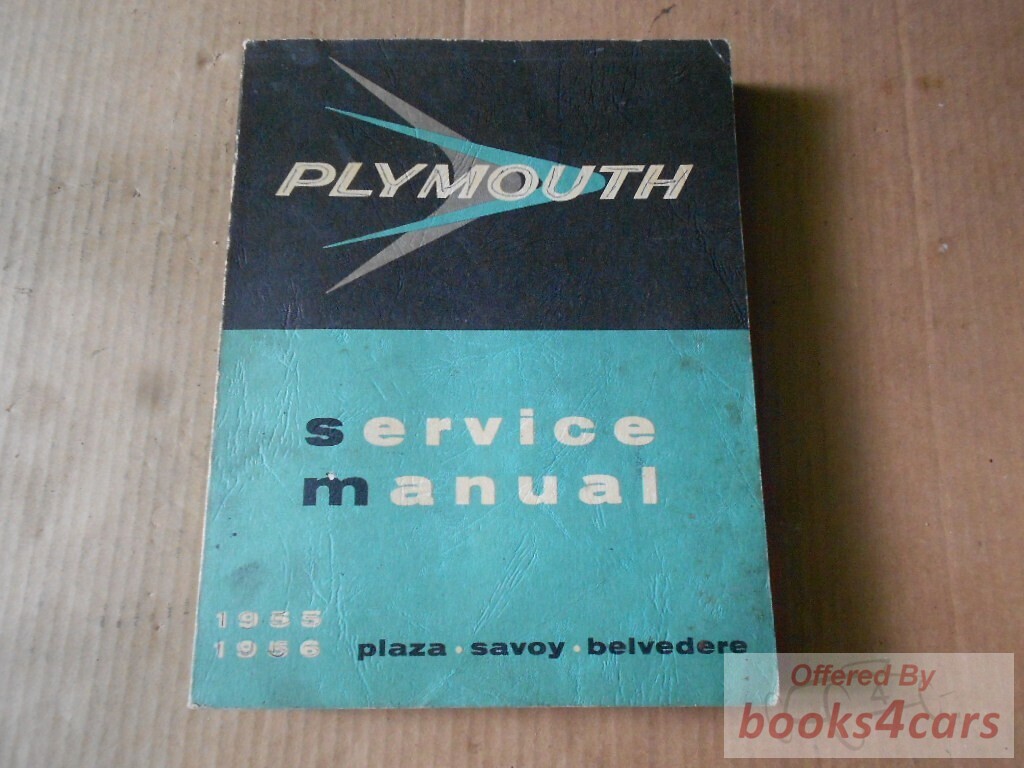 PLYMOUTH
service
manual
1955
1956 plaza • savoy • belvedere
Offered By
books4cars